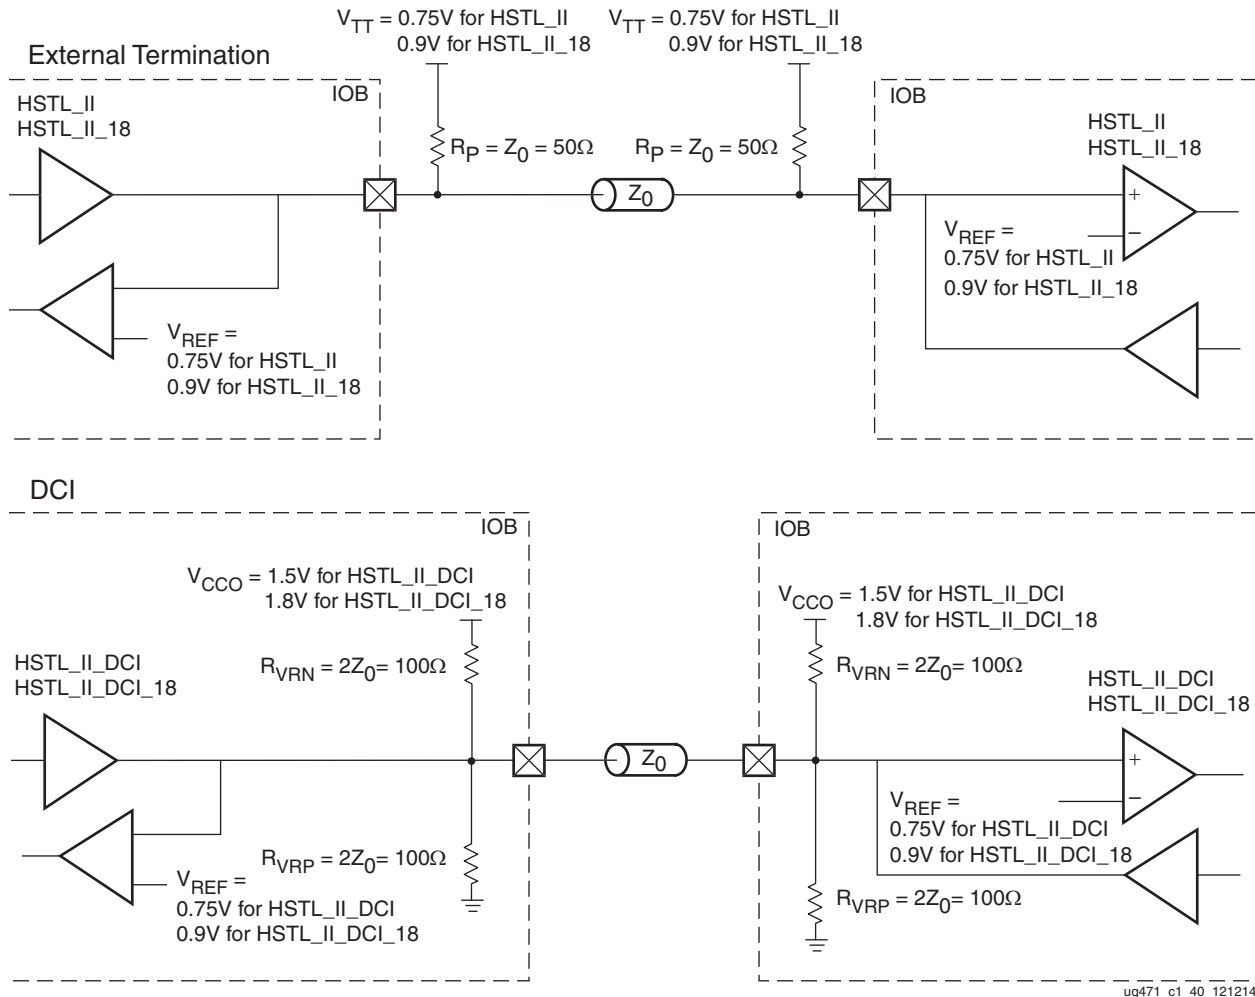 V_TT = 0.75V for HSTL_II
0.9V for HSTL_II_18
V_TT = 0.75V for HSTL_II
0.9V for HSTL_II_18
External Termination
IOB
HSTL_II
HSTL_II_18
R_P = Z_0 = 50Ω
R_P = Z_0 = 50Ω
Z_0
V_REF =
0.75V for HSTL_II
0.9V for HSTL_II_18
IOB
HSTL_II
HSTL_II_18
+
−
V_REF =
0.75V for HSTL_II
0.9V for HSTL_II_18
DCI
IOB
V_CCO = 1.5V for HSTL_II_DCI
1.8V for HSTL_II_DCI_18
R_VRN = 2Z_0= 100Ω
HSTL_II_DCI
HSTL_II_DCI_18
Z_0
R_VRP = 2Z_0= 100Ω
V_REF =
0.75V for HSTL_II_DCI
0.9V for HSTL_II_DCI_18
IOB
V_CCO = 1.5V for HSTL_II_DCI
1.8V for HSTL_II_DCI_18
R_VRN = 2Z_0= 100Ω
HSTL_II_DCI
HSTL_II_DCI_18
+
−
V_REF =
0.75V for HSTL_II_DCI
0.9V for HSTL_II_DCI_18
R_VRP = 2Z_0= 100Ω
ug471_c1_40_121214